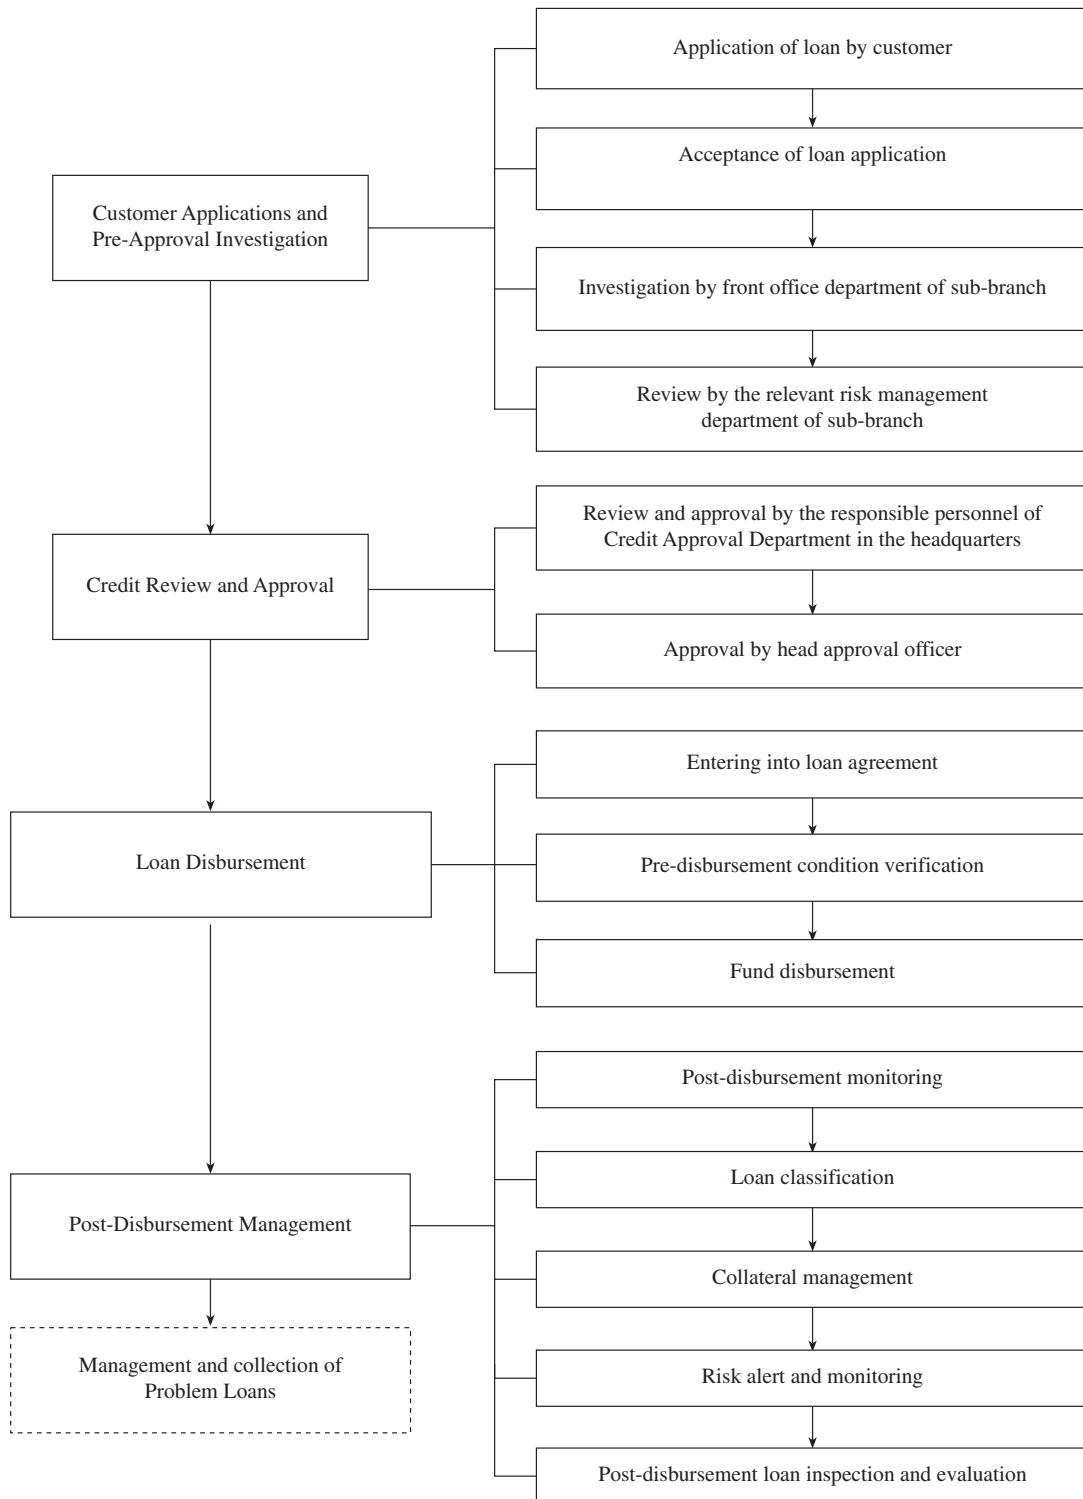 Application of loan by customer
Acceptance of loan application
Customer Applications and
Pre-Approval Investigation
Investigation by front office department of sub-branch
Review by the relevant risk management
department of sub-branch
Review and approval by the responsible personnel of
Credit Approval Department in the headquarters
Credit Review and Approval
Approval by head approval officer
Entering into loan agreement
Loan Disbursement
Pre-disbursement condition verification
Fund disbursement
Post-disbursement monitoring
Loan classification
Post-Disbursement Management
Collateral management
Management and collection of
Problem Loans
Risk alert and monitoring
Post-disbursement loan inspection and evaluation